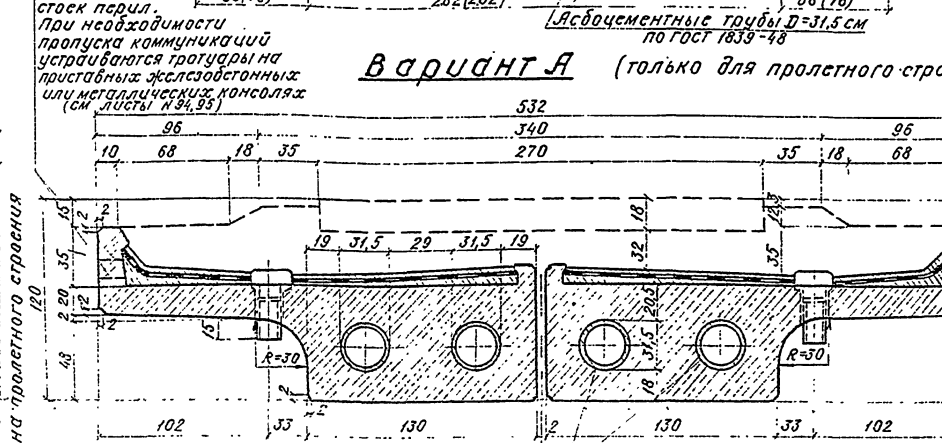 стоек перил.
При необходимости
пропуска коммуникаций
устраиваются тротуары на
приставных железобетонных
или металлических консолях
(см листы №94,95)
Асбоцементные трубы D=31,5 см
по ГОСТ 1839-48
Вариант А (только для пролетного стро
532
96 340 96
10 68 18 35 270 35 18 68
15 2 2 18 12,3
на пролетного строения
120
35 20 12 2 48
19 31,5 29 31,5 19
32 35
20,5 31,5 18
15 R=30 R=30
2 2
102 33 130 2 130 33 102